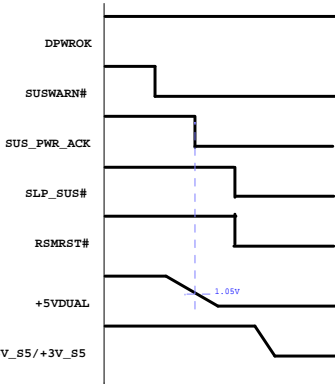 DPWROK
SUSWARN#
SUS_PWR_ACK
SLP_SUS#
RSMRST#
+5VDUAL
1.05V
V_S5/+3V_S5